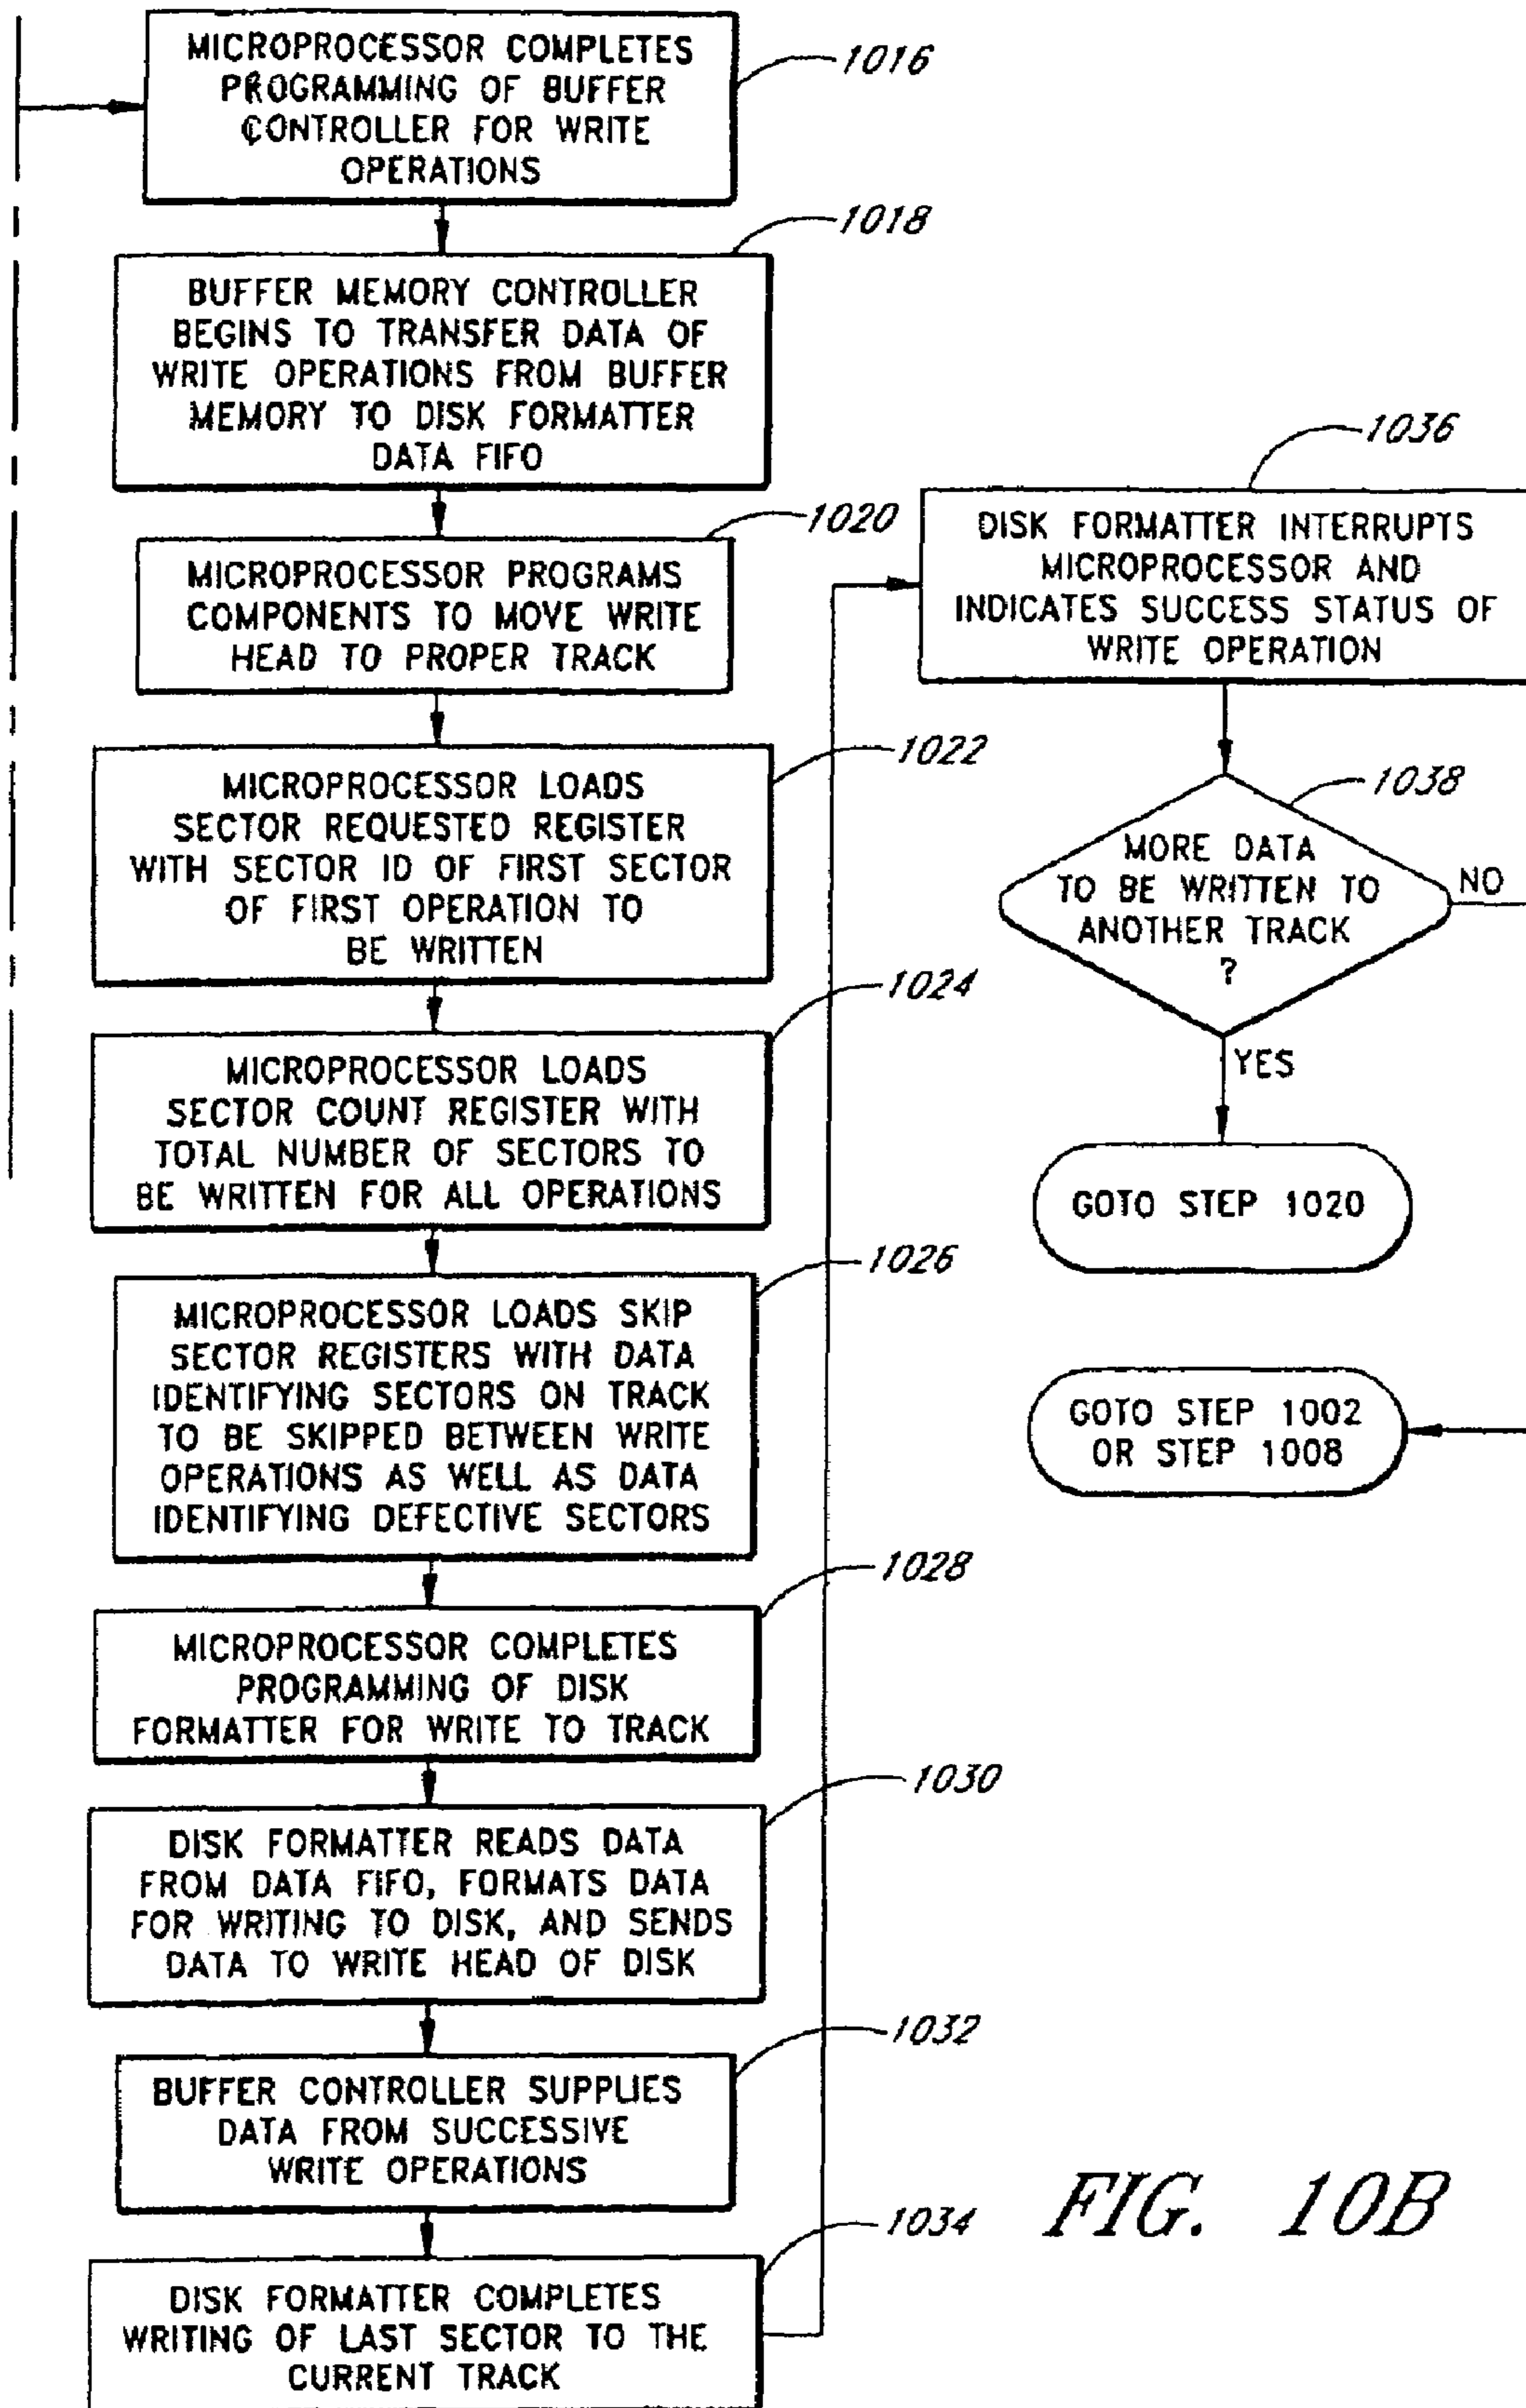 MICROPROCESSOR COMPLETES
PROGRAMMING OF BUFFER
CONTROLLER FOR WRITE
OPERATIONS
1016
BUFFER MEMORY CONTROLLER
BEGINS TO TRANSFER DATA OF
WRITE OPERATIONS FROM BUFFER
MEMORY TO DISK FORMATTER
DATA FIFO
1018
MICROPROCESSOR PROGRAMS
COMPONENTS TO MOVE WRITE
HEAD TO PROPER TRACK
1020
MICROPROCESSOR LOADS
SECTOR REQUESTED REGISTER
WITH SECTOR ID OF FIRST SECTOR
OF FIRST OPERATION TO
BE WRITTEN
1022
MICROPROCESSOR LOADS
SECTOR COUNT REGISTER WITH
TOTAL NUMBER OF SECTORS TO
BE WRITTEN FOR ALL OPERATIONS
1024
MICROPROCESSOR LOADS SKIP
SECTOR REGISTERS WITH DATA
IDENTIFYING SECTORS ON TRACK
TO BE SKIPPED BETWEEN WRITE
OPERATIONS AS WELL AS DATA
IDENTIFYING DEFECTIVE SECTORS
1026
MICROPROCESSOR COMPLETES
PROGRAMMING OF DISK
FORMATTER FOR WRITE TO TRACK
1028
DISK FORMATTER READS DATA
FROM DATA FIFO, FORMATS DATA
FOR WRITING TO DISK, AND SENDS
DATA TO WRITE HEAD OF DISK
1030
BUFFER CONTROLLER SUPPLIES
DATA FROM SUCCESSIVE
WRITE OPERATIONS
1032
DISK FORMATTER COMPLETES
WRITING OF LAST SECTOR TO THE
CURRENT TRACK
1034
DISK FORMATTER INTERRUPTS
MICROPROCESSOR AND
INDICATES SUCCESS STATUS OF
WRITE OPERATION
1036
MORE DATA
TO BE WRITTEN TO
ANOTHER TRACK
?
1038
NO
YES
GOTO STEP 1020
GOTO STEP 1002
OR STEP 1008
FIG. 10B